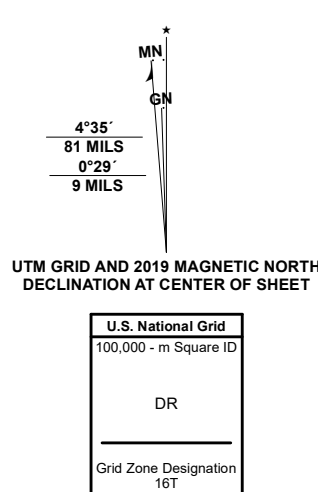 ★
MN
GN
4°35´
81 MILS
0°29´
9 MILS
UTM GRID AND 2019 MAGNETIC NORTH
DECLINATION AT CENTER OF SHEET
U.S. National Grid
100,000 - m Square ID
DR
Grid Zone Designation
16T